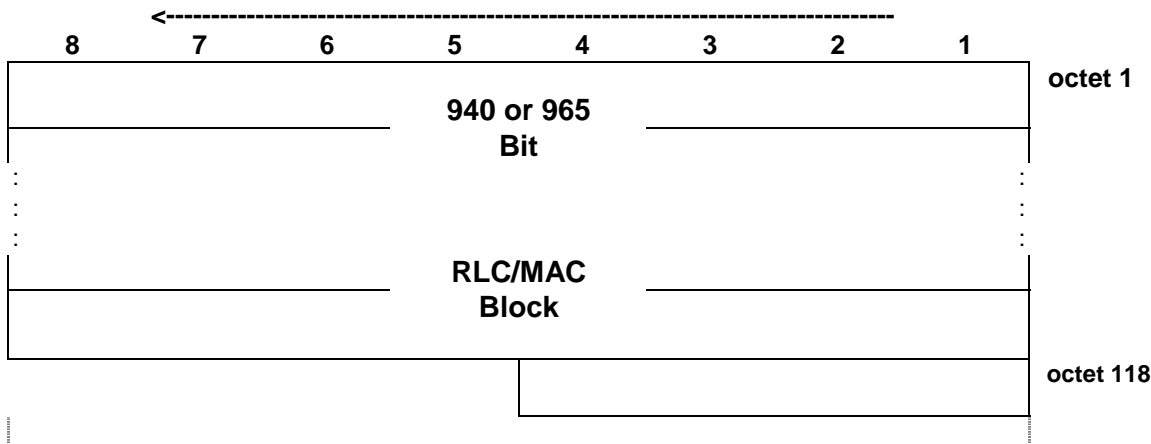 <--------------------------------------------------------------------------------
8 7 6 5 4 3 2 1
octet 1
940 or 965
Bit
: :
: :
: :
RLC/MAC
Block
octet 118